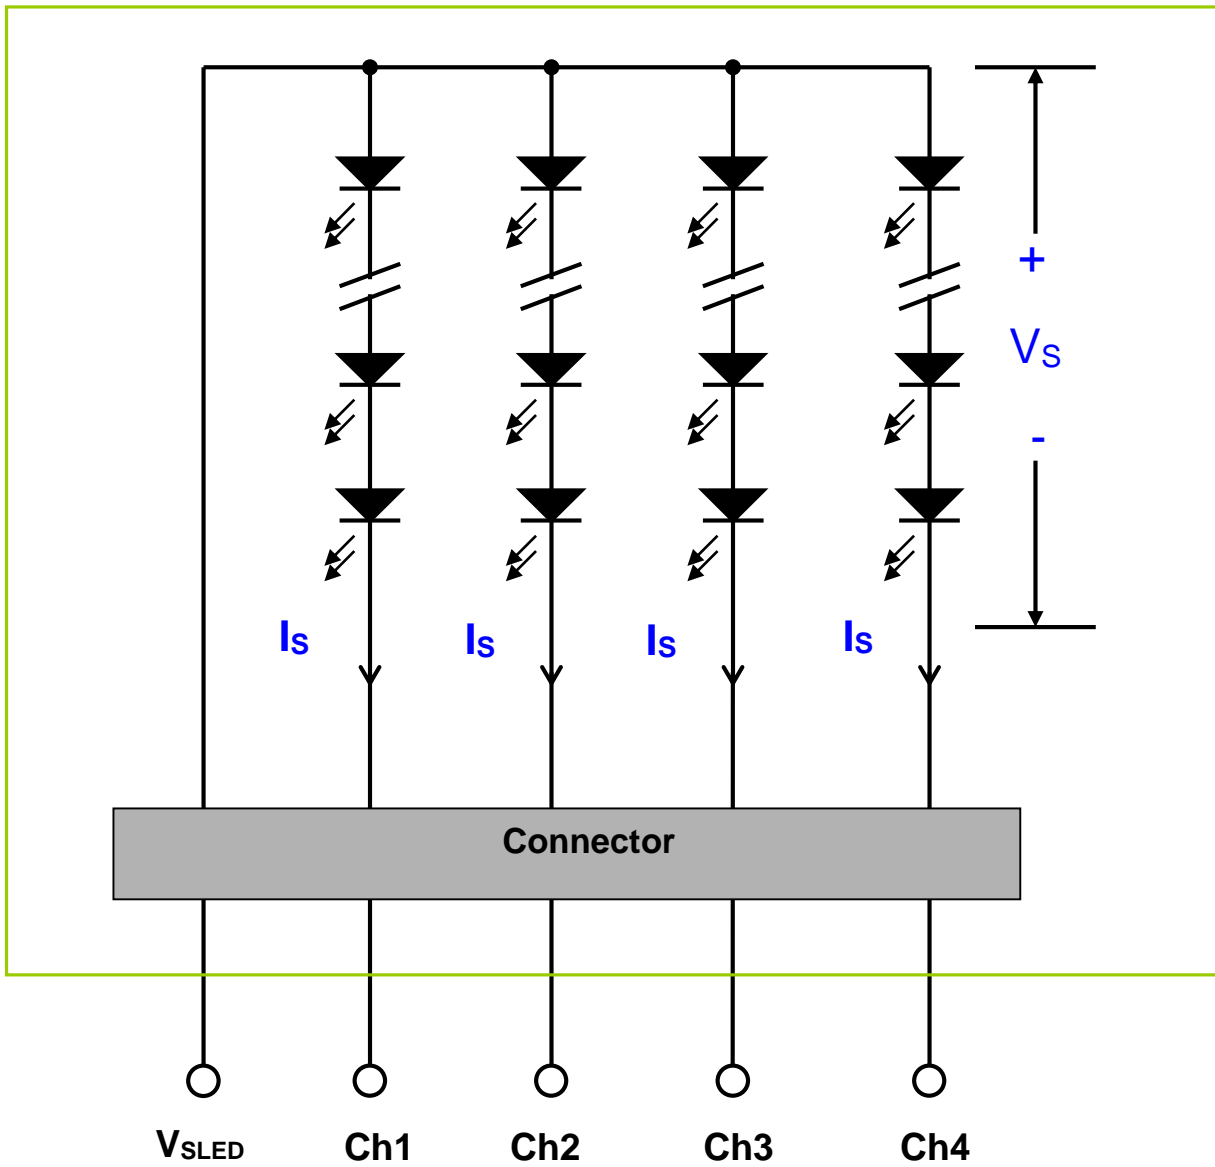 +
VS
-
IS IS IS IS
Connector
VSLED Ch1 Ch2 Ch3 Ch4